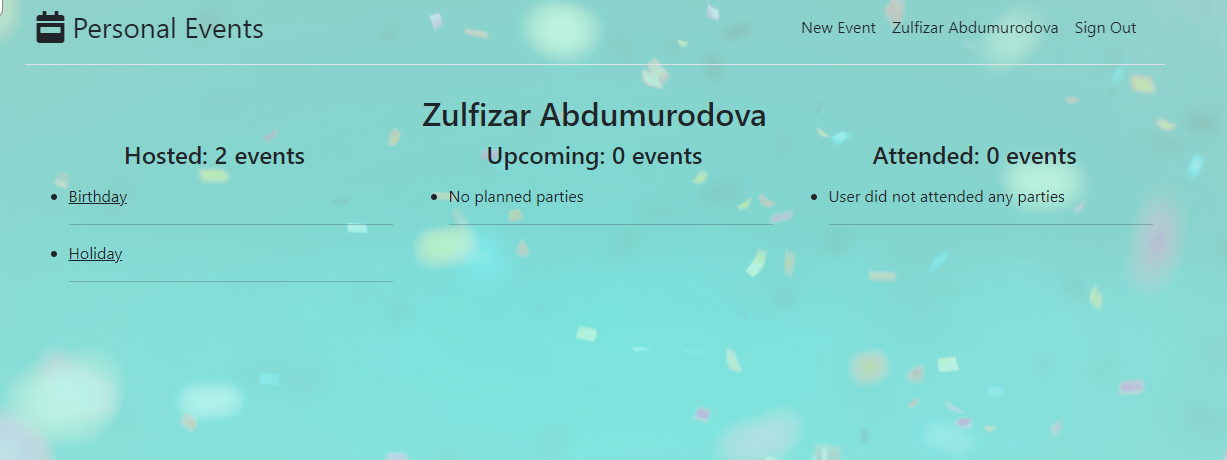 Personal Events
New Event Zulfizar Abdumurodova Sign Out
Zulfizar Abdumurodova
Hosted: 2 events
Birthday
Holiday
Upcoming: 0 events
No planned parties
Attended: 0 events
User did not attended any parties